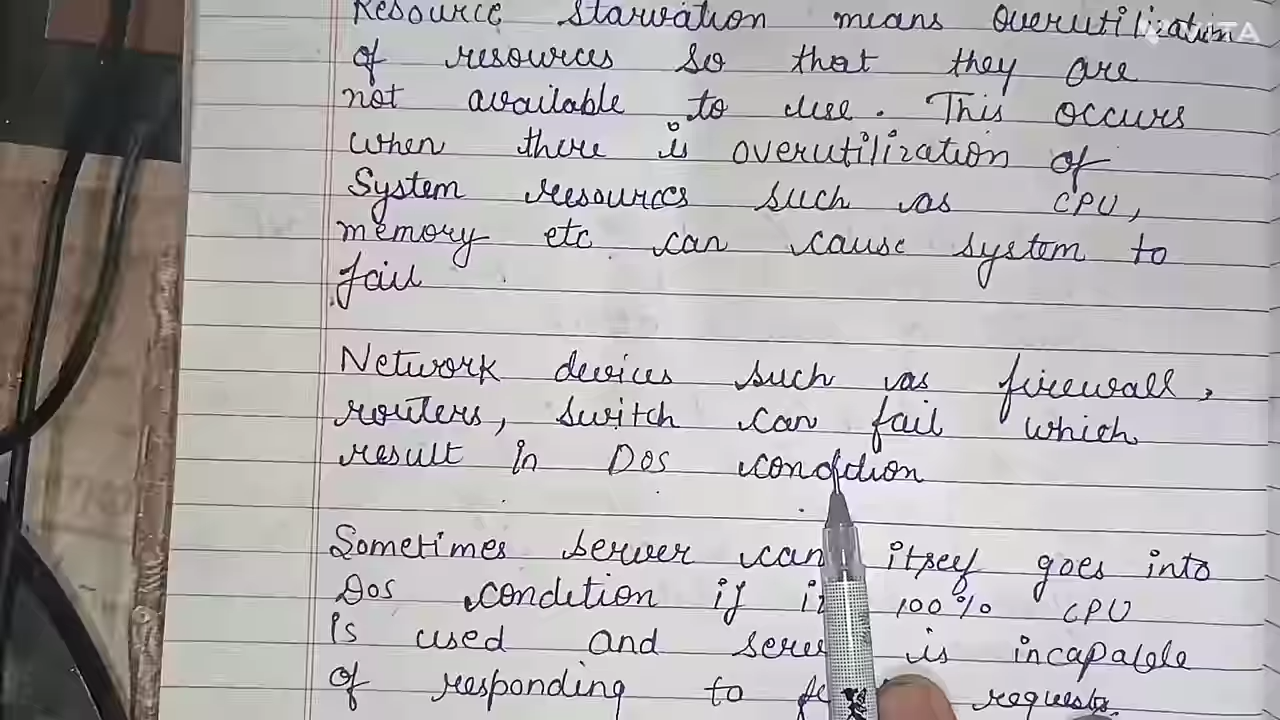 Resource starvation means overutilization
of resources so that they are
not available to use. This occurs
when there is overutilization of
System resources such as CPU,
memory etc can cause system to
fail
Network devices such as firewall,
routers, switch can fail which
result in Dos condition
Sometimes server can itself goes into
Dos condition if 100% CPU
is used and is incapable
of responding to requests.